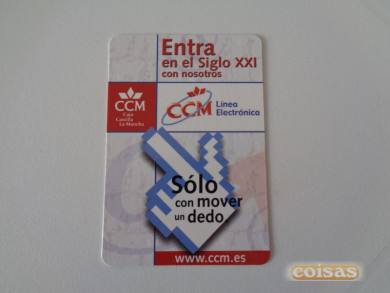 Entra
en el Siglo XXI
con nosotros
CCM
Caja
Castilla
La Mancha
CCM
Línea
Electrónica
Sólo
con mover
un dedo.
www.ccm.es
coisas